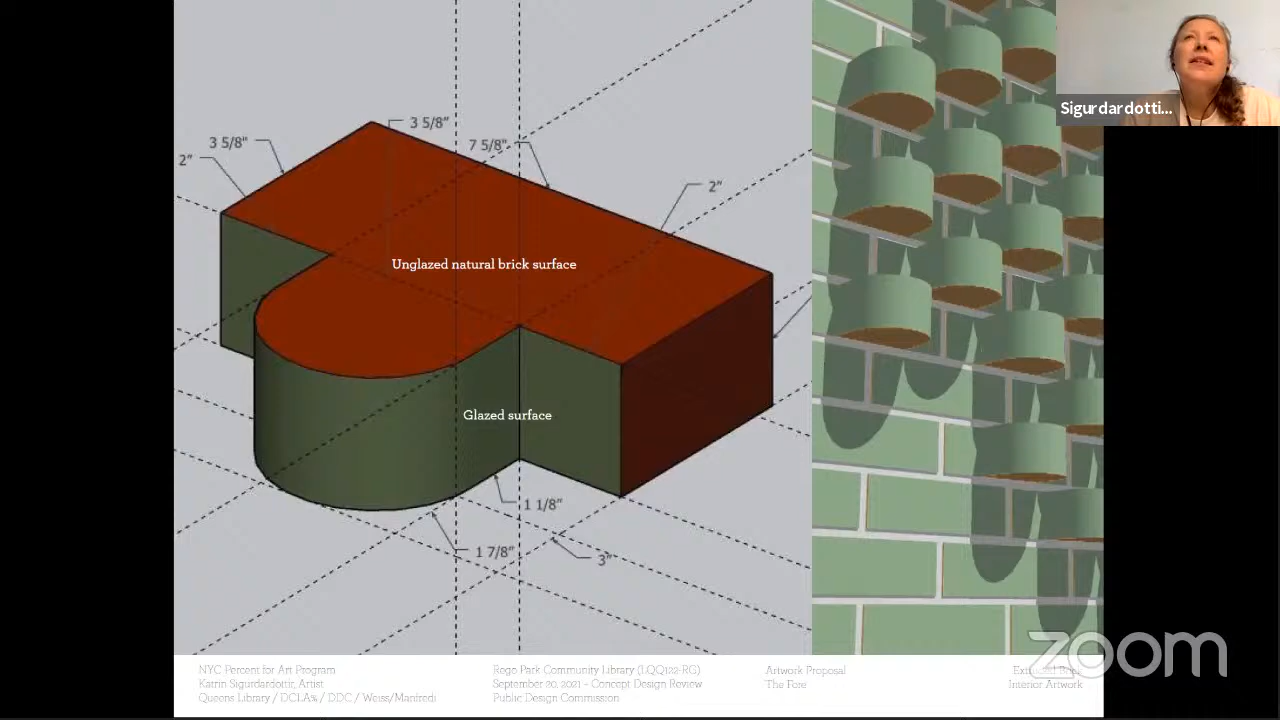 Sigurdardotti...
3 5/8"
3 5/8"
7 5/8"
2"
2"
Unglazed natural brick surface
Glazed surface
1 1/8"
1 7/8"
3"
zoom
NYC Percent for Art Program
Katrin Sigurdardottir, Artist
Queens Library / DCLA% / DDC / Weiss/Manfredi
Rego Park Community Library (LQQ122-RG)
September 20, 2021 – Concept Design Review
Public Design Commission
Artwork Proposal
The Fore
Interior Artwork